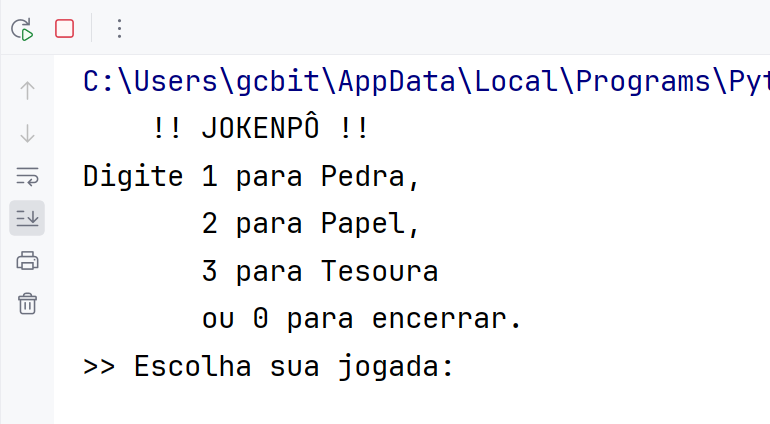 C:\Users\gcbit\AppData\Local\Programs\Pyt
!! JOKENPÔ !!
Digite 1 para Pedra,
2 para Papel,
3 para Tesoura
ou 0 para encerrar.
>> Escolha sua jogada: